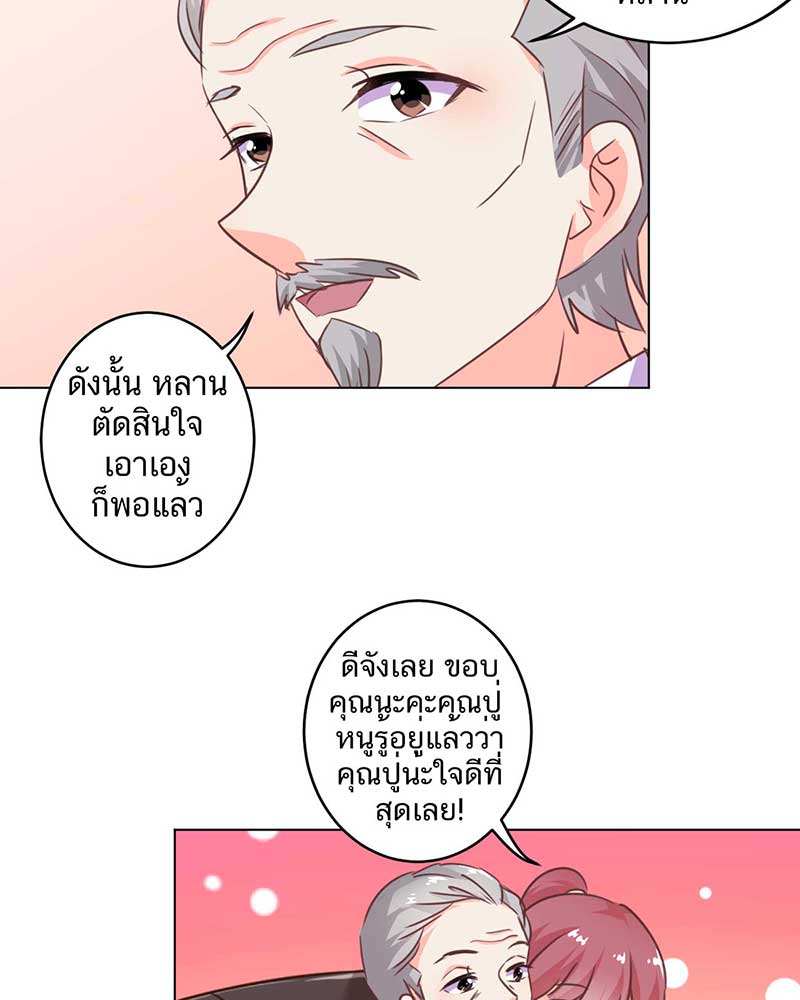 ดังนั้น หลาน
ตัดสินใจ
เอาเอง
ก็พอแล้ว
ดีจังเลย ขอบ
คุณนะคะคุณปู่
หนูรู้อยู่แล้วว่า
คุณปู่น่ะใจดีที่
สุดเลย!